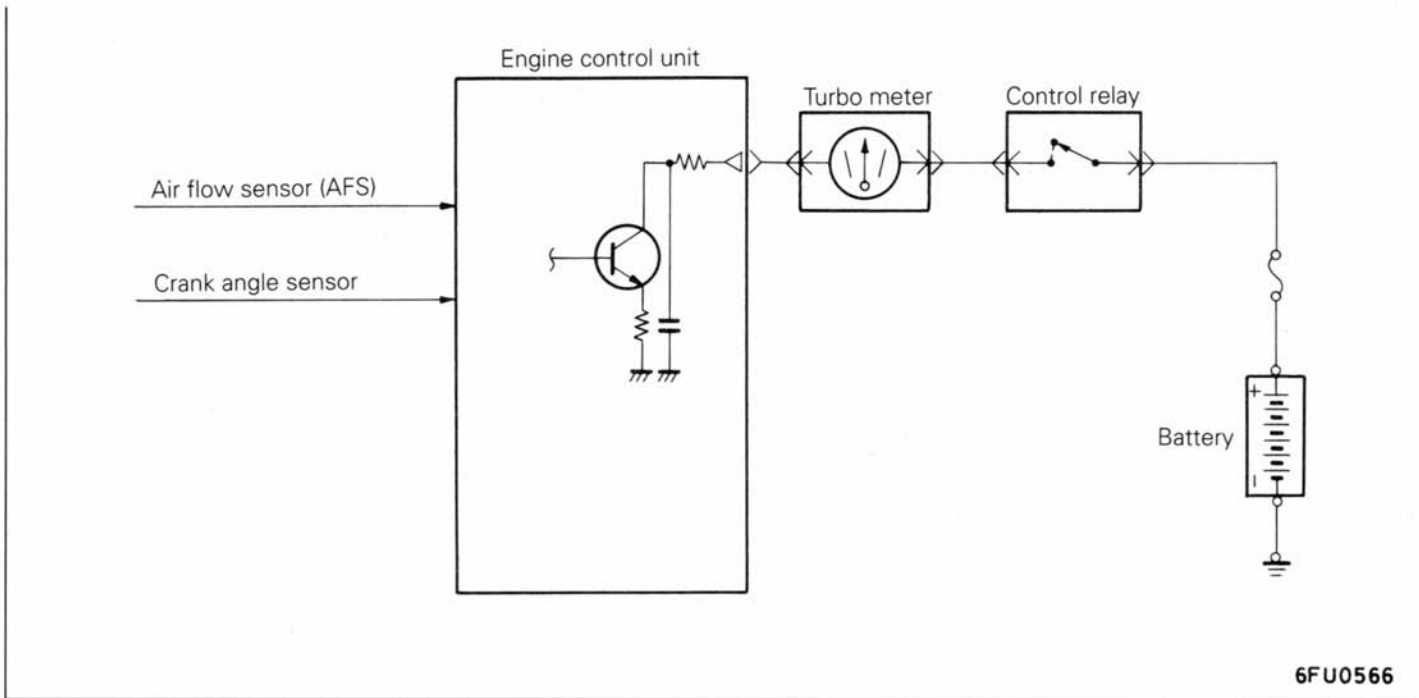 Engine control unit
Turbo meter
Control relay
Air flow sensor (AFS)
Crank angle sensor
+
Battery
−
6FU0566